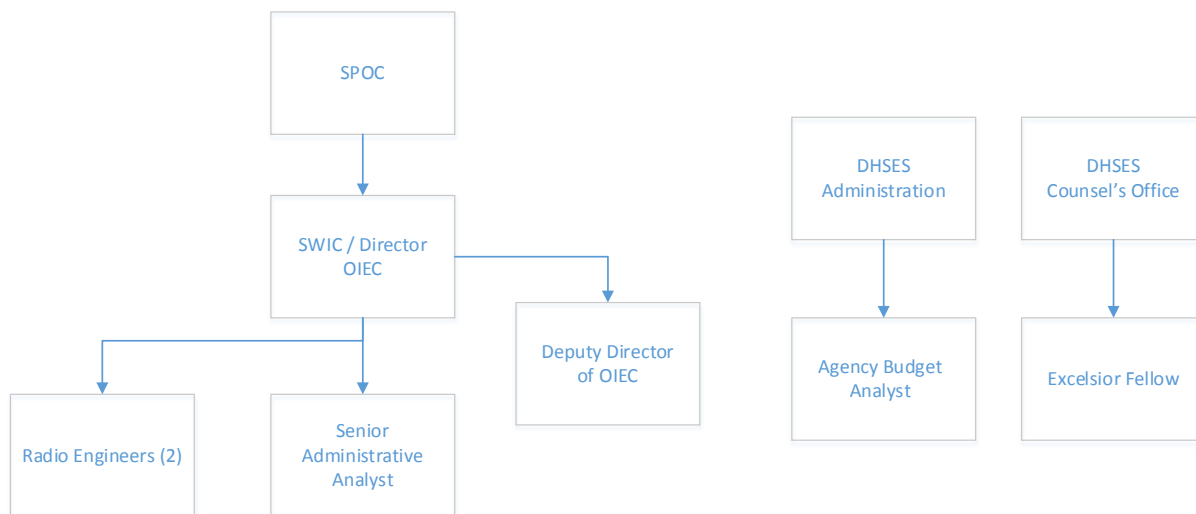 SPOC
SWIC / Director
OIEC
Deputy Director
of OIEC
Radio Engineers (2)
Senior
Administrative
Analyst
DHSES
Administration
Agency Budget
Analyst
DHSES
Counsel’s Office
Excelsior Fellow